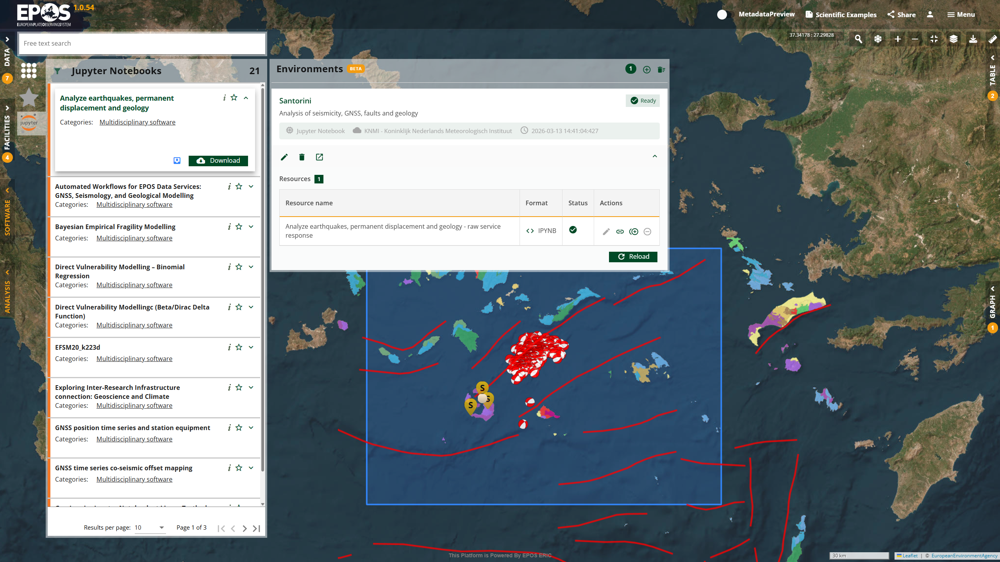 EPOS
1.0.54
EUROPEANPLATEOBSERVINGSYSTEM
MetadataPreview
Scientific Examples
Share
Menu
Free text search
37.34178 : 27.29828
DATA
7
FACILITIES
4
SOFTWARE
ANALYSIS
jupyter
Jupyter Notebooks
21
Analyze earthquakes, permanent
displacement and geology
Categories: Multidisciplinary software
Download
Automated Workflows for EPOS Data Services:
GNSS, Seismology, and Geological Modelling
Categories: Multidisciplinary software
Bayesian Empirical Fragility Modelling
Categories: Multidisciplinary software
Direct Vulnerability Modelling – Binomial
Regression
Categories: Multidisciplinary software
Direct Vulnerability Modellingc (Beta/Dirac Delta
Function)
Categories: Multidisciplinary software
EFSM20_k223d
Categories: Multidisciplinary software
Exploring Inter-Research Infrastructure
connection: Geoscience and Climate
Categories: Multidisciplinary software
GNSS position time series and station equipment
Categories: Multidisciplinary software
GNSS time series co-seismic offset mapping
Categories: Multidisciplinary software
Results per page: 10
Page 1 of 3
Environments BETA
1
Santorini
Ready
Analysis of seismicity, GNSS, faults and geology
Jupyter Notebook
KNMI - Koninklijk Nederlands Meteorologisch Instituut
2026-03-13 14:41:04:427
Resources 1
Resource name
Format
Status
Actions
Analyze earthquakes, permanent displacement and geology - raw service
response
<> IPYNB
Reload
S
S
S
TABLE
2
GRAPH
1
This Platform is Powered By EPOS ERIC
30 km
Leaflet | © EuropeanEnvironmentAgency